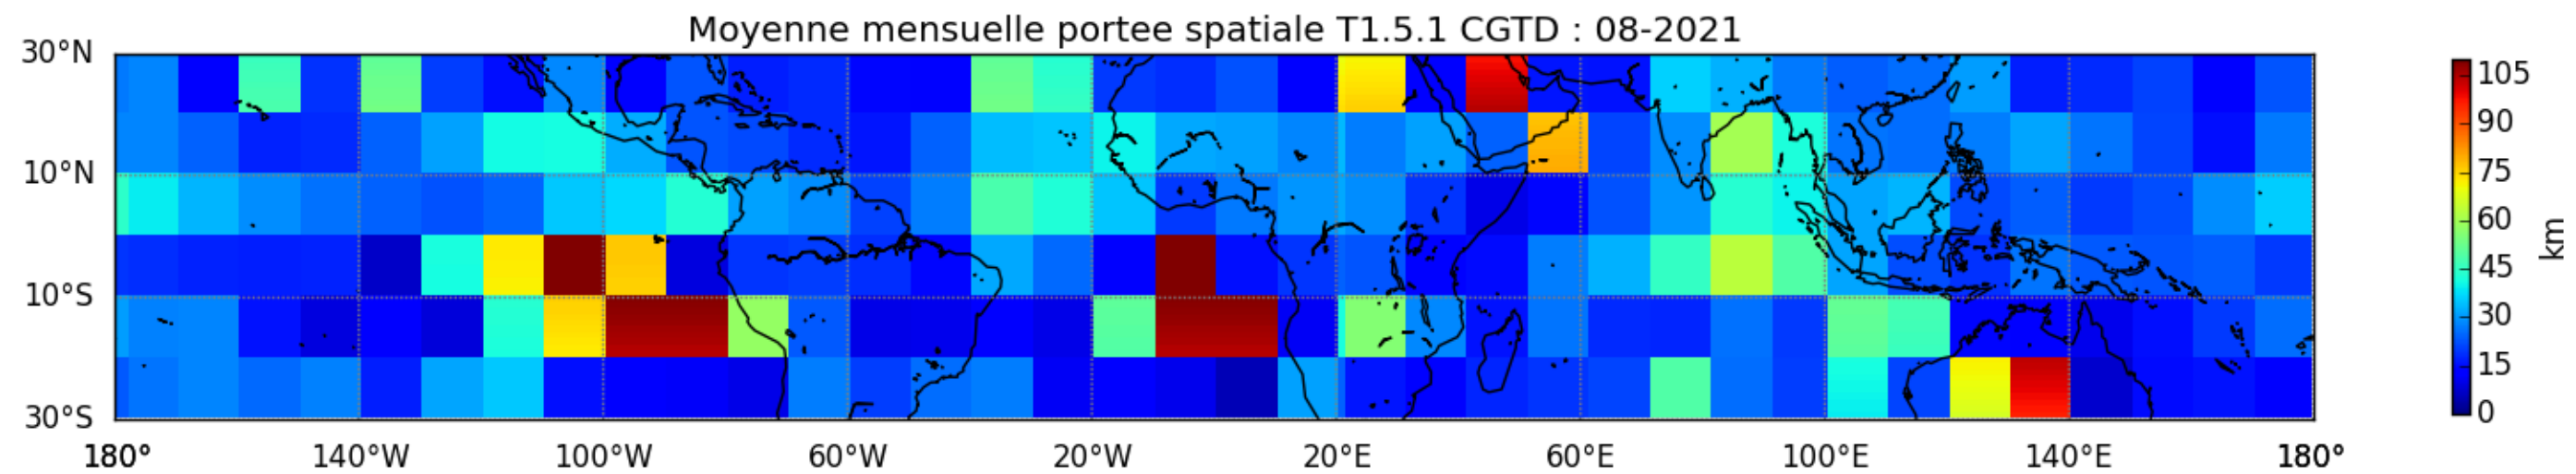 Moyenne mensuelle portee spatiale T1.5.1 CGTD : 08-2021
30°N
10°N
10°S
30°S
180° 140°W 100°W 60°W 20°W 20°E 60°E 100°E 140°E 180°
105
90
75
60
45
30
15
0
km